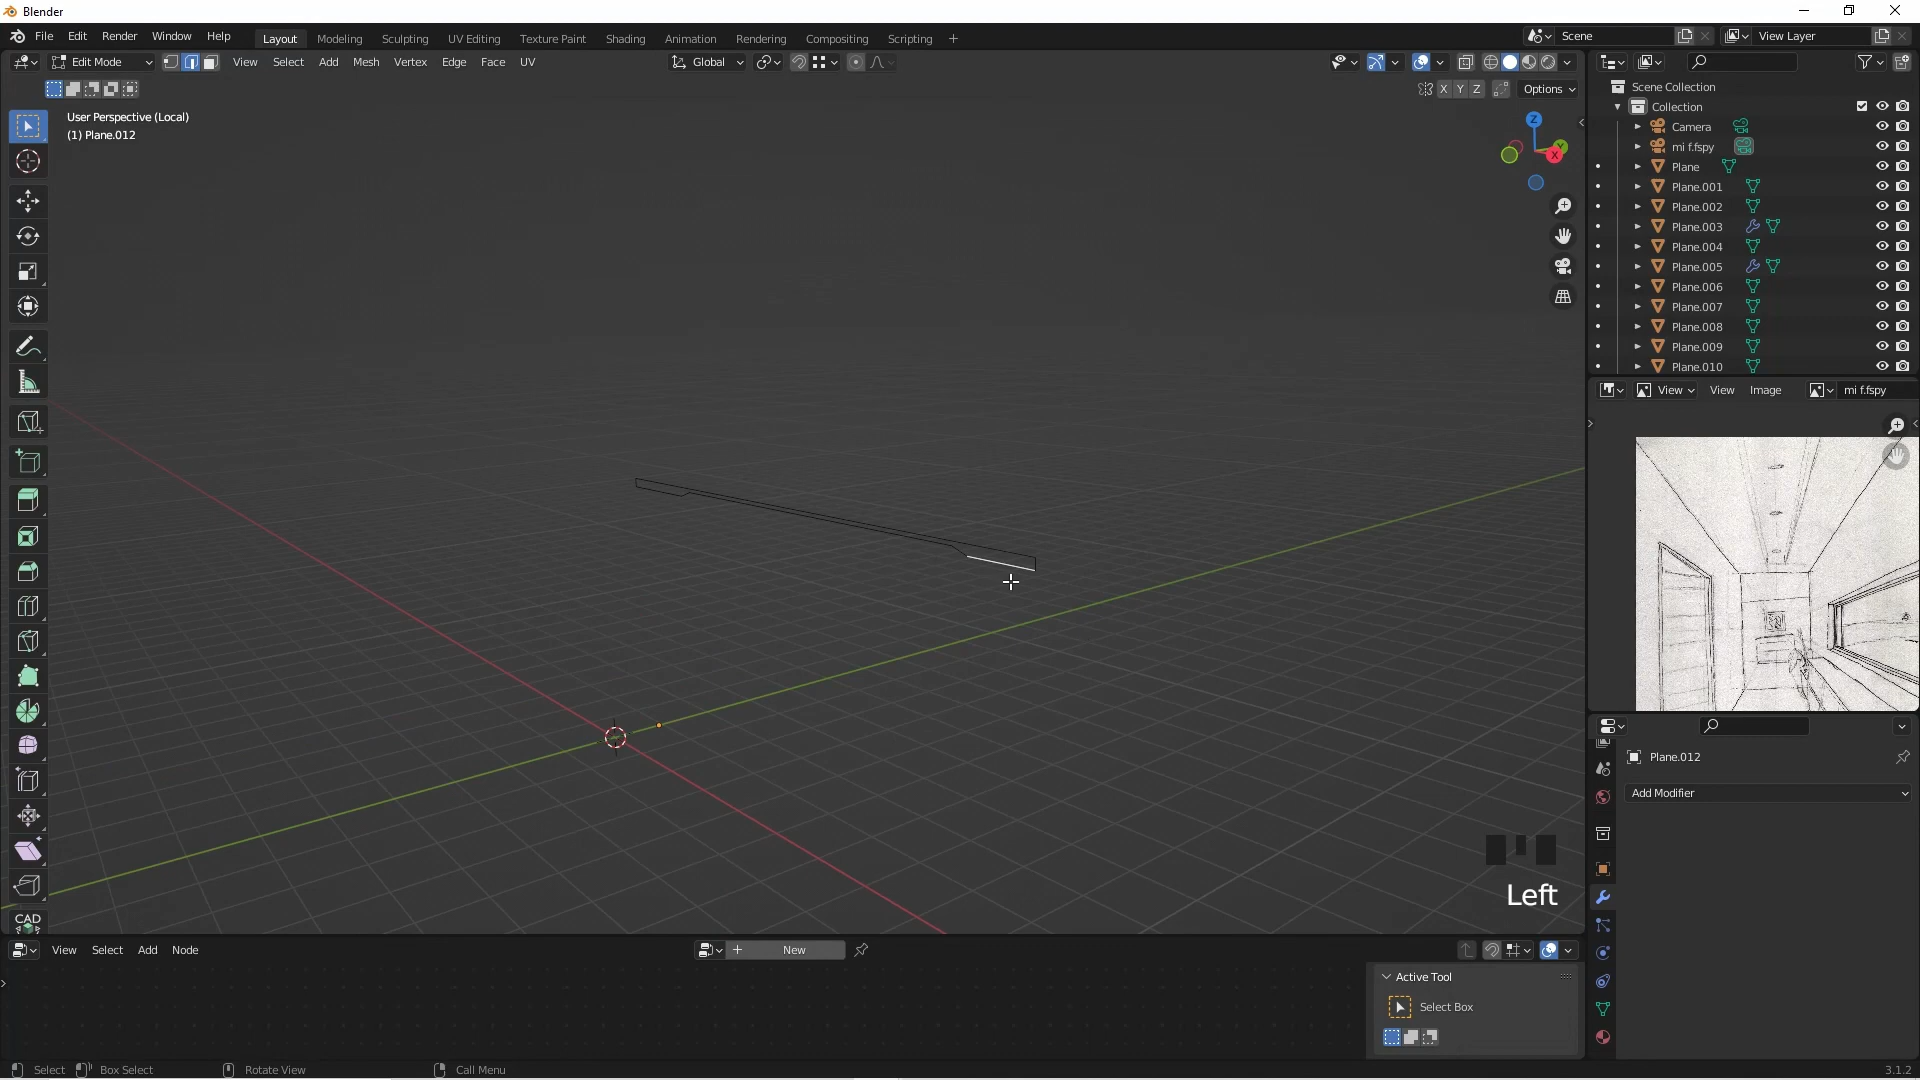 Blender
File Edit Render Window Help
Layout Modeling Sculpting UV Editing Texture Paint Shading Animation Rendering Compositing Scripting
Scene
View Layer
Edit Mode
View Select Add Mesh Vertex Edge Face UV
Global
X Y Z
Options
User Perspective (Local)
(1) Plane.012
Z
Y
X
Scene Collection
Collection
Camera
mi f.fspy
Plane
Plane.001
Plane.002
Plane.003
Plane.004
Plane.005
Plane.006
Plane.007
Plane.008
Plane.009
Plane.010
View View Image mi f.fspy
Plane.012
Add Modifier
CAD
Left
View Select Add Node
New
Active Tool
Select Box
Select Box Select Rotate View Call Menu
3.1.2